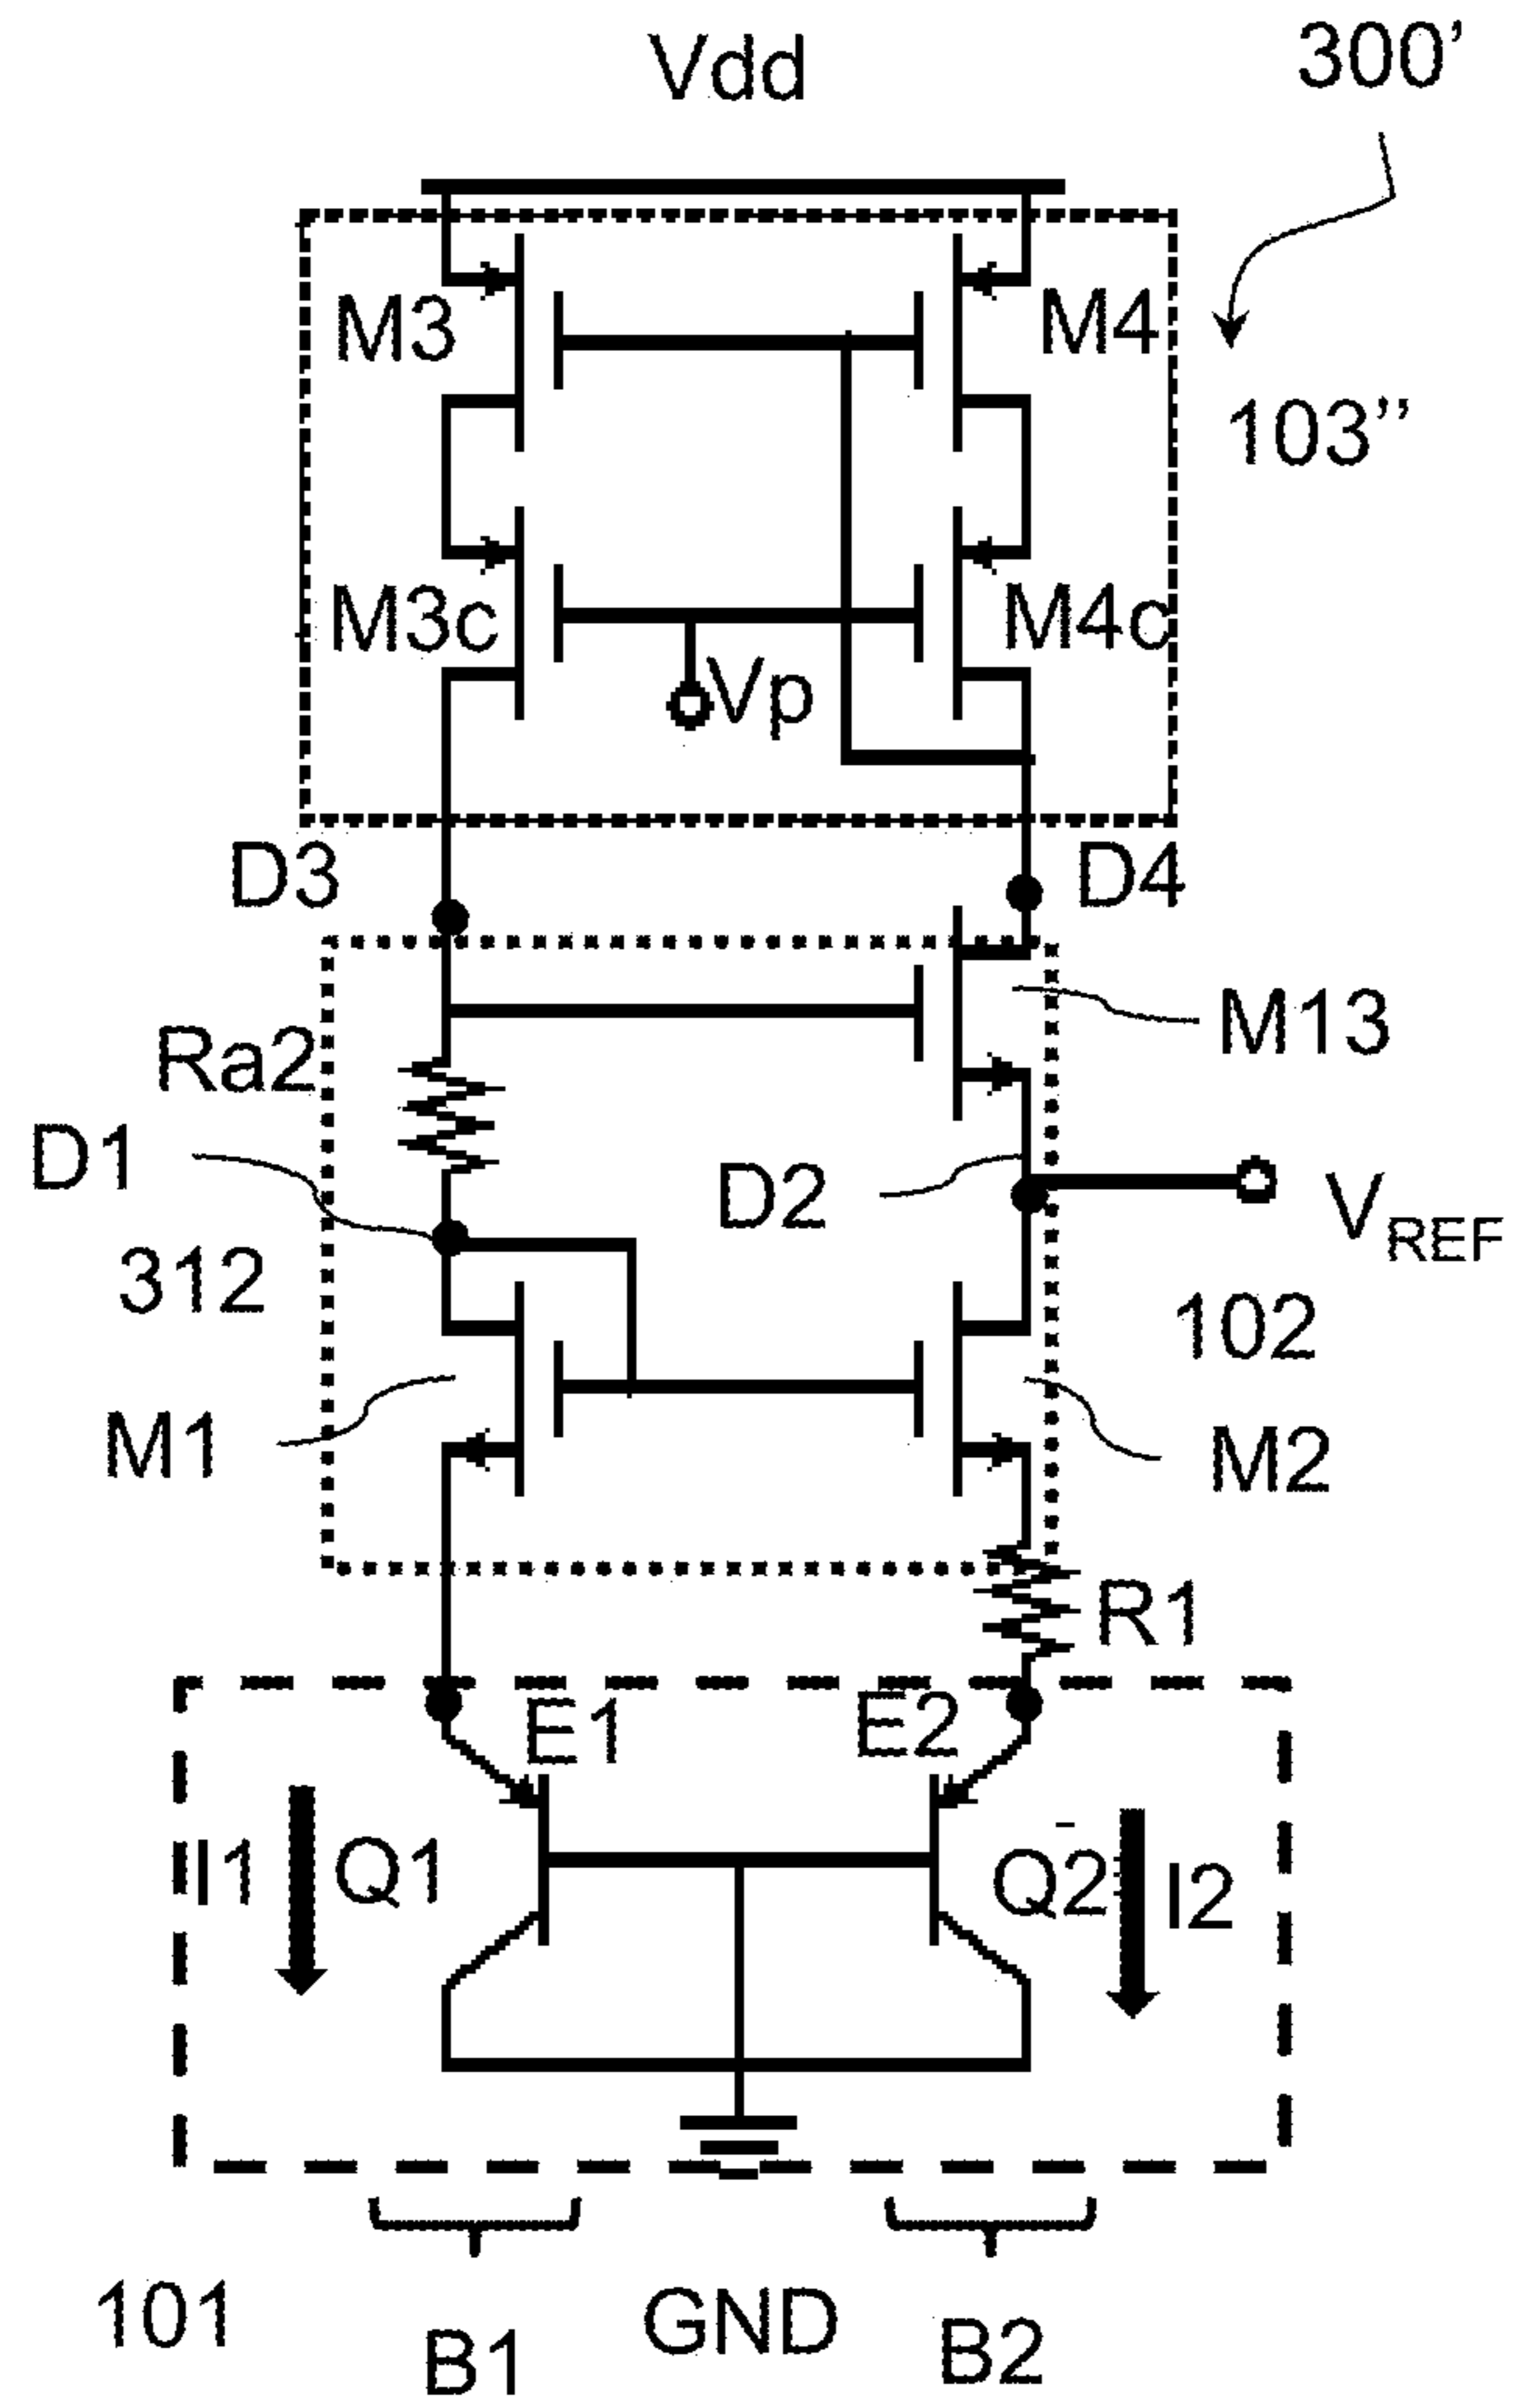 Vdd
300'
M3
M4
103”
M3c
M4c
Vp
D3
D4
Ra2
M13
D1
D2
VREF
312
102
M1
M2
R1
E1
E2
I1
Q1
Q2
I2
101
B1
GND
B2